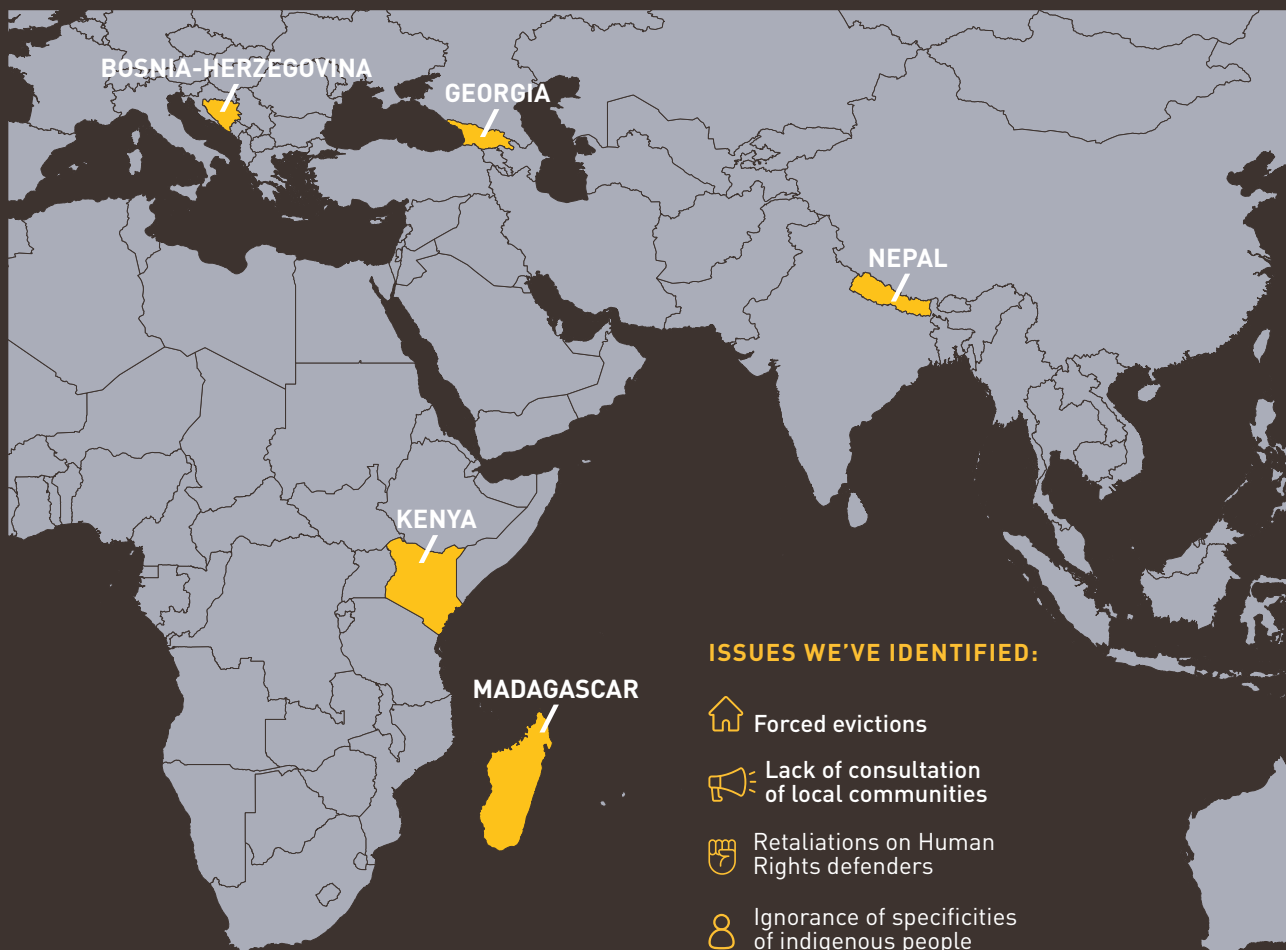 BOSNIA-HERZEGOVINA
GEORGIA
NEPAL
KENYA
MADAGASCAR
ISSUES WE'VE IDENTIFIED:
Forced evictions
Lack of consultation
of local communities
Retaliations on Human
Rights defenders
Ignorance of specificities
of indigenous people